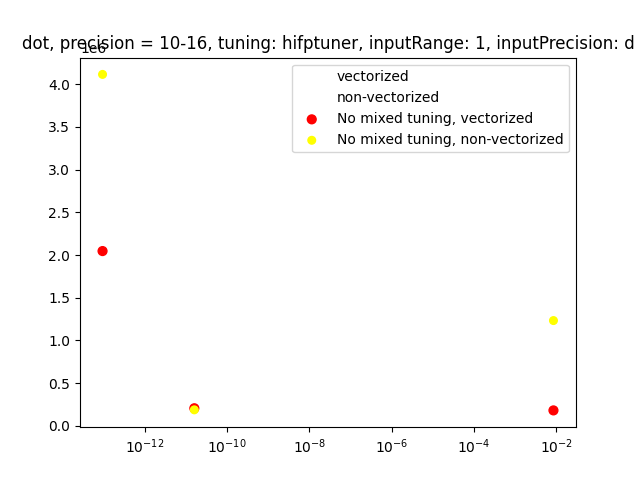 dot, precision = 10-16, tuning: hifptuner, inputRange: 1, inputPrecision: d
1e6
4.0
3.5
3.0
2.5
2.0
1.5
1.0
0.5
0.0
vectorized
non-vectorized
No mixed tuning, vectorized
No mixed tuning, non-vectorized
10⁻¹² 10⁻¹⁰ 10⁻⁸ 10⁻⁶ 10⁻⁴ 10⁻²